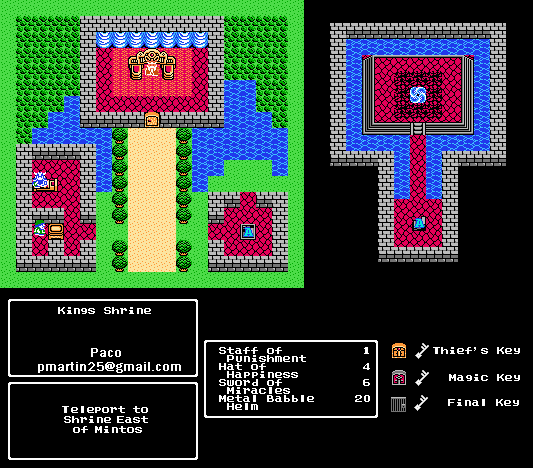 Kings Shrine
Paco
pmartin25@gmail.com
Teleport to
Shrine East
of Mintos
Staff of 1
Punishment
Hat of 4
Happiness
Sword of 6
Miracles
Metal Babble 20
Helm
Thief's Key
Magic Key
Final Key